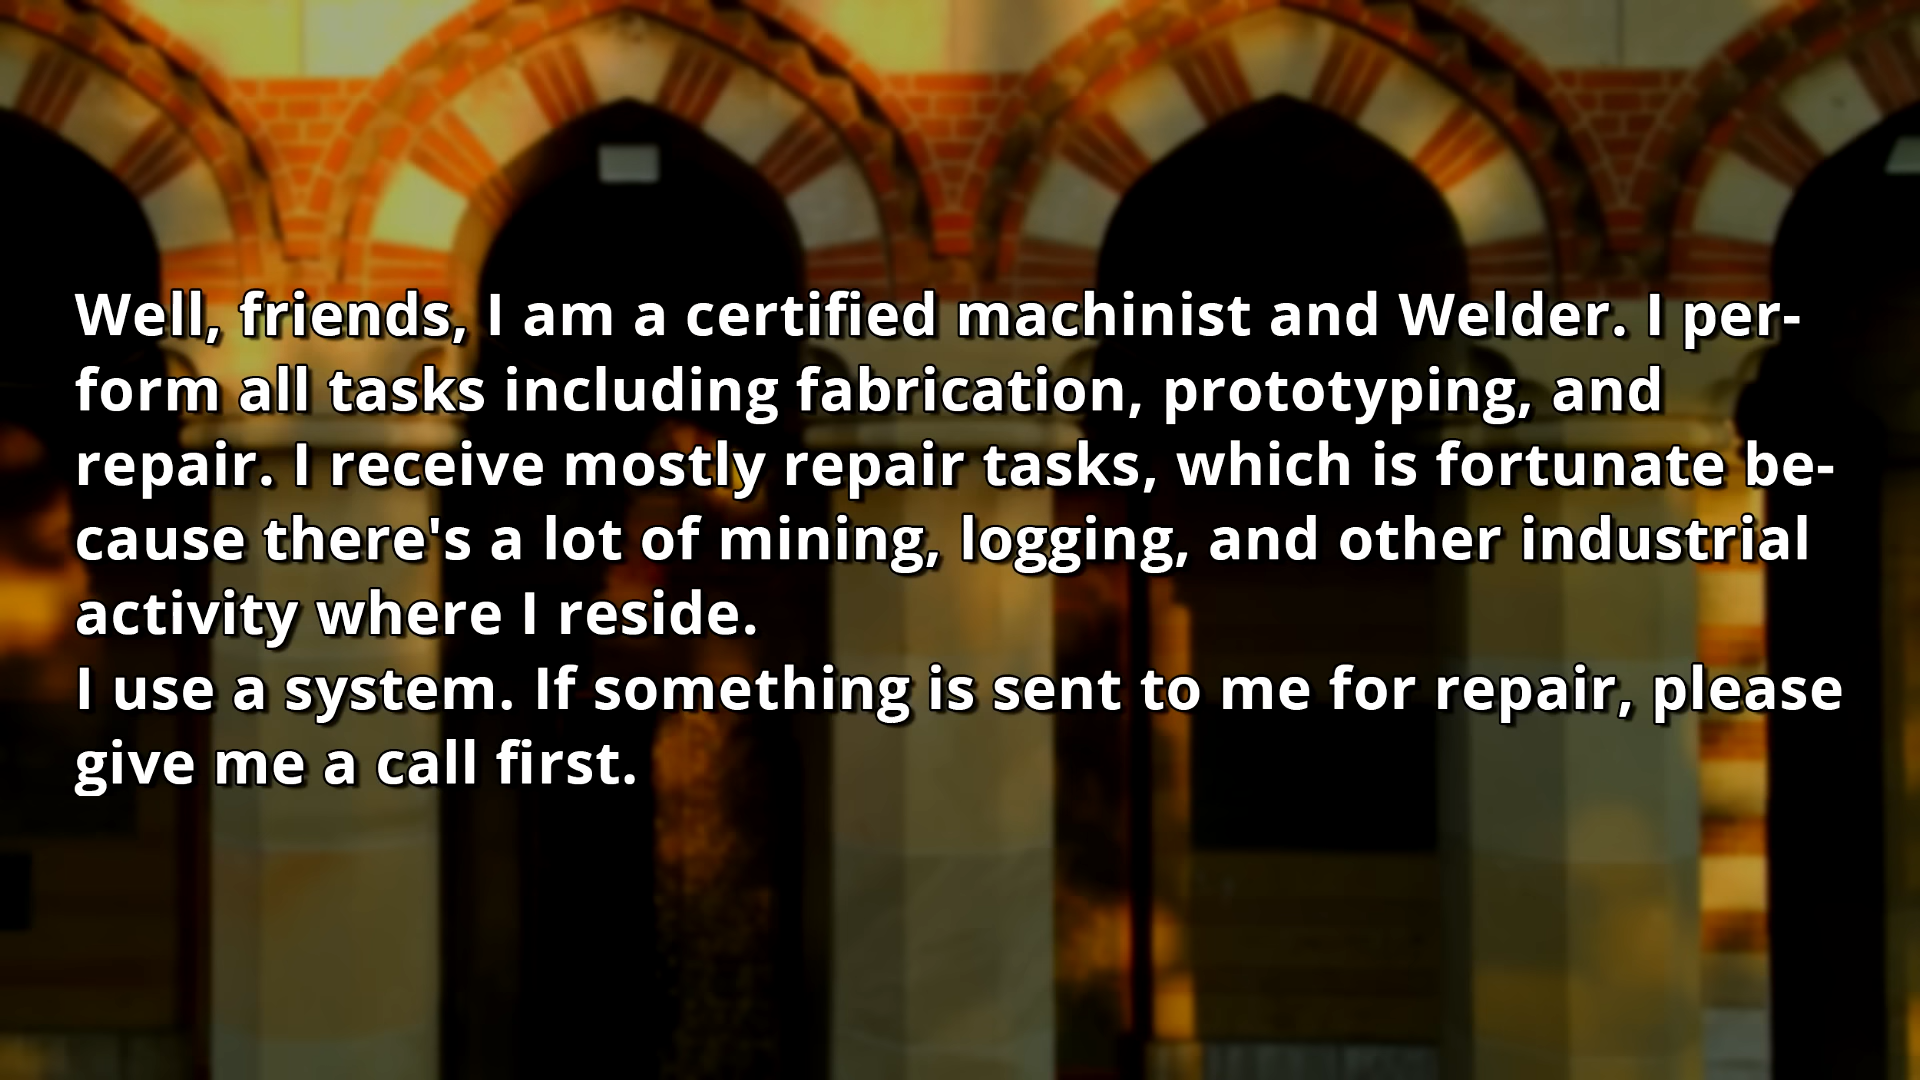 Well, friends, I am a certified machinist and Welder. I per-
form all tasks including fabrication, prototyping, and
repair. I receive mostly repair tasks, which is fortunate be-
cause there's a lot of mining, logging, and other industrial
activity where I reside.
I use a system. If something is sent to me for repair, please
give me a call first.